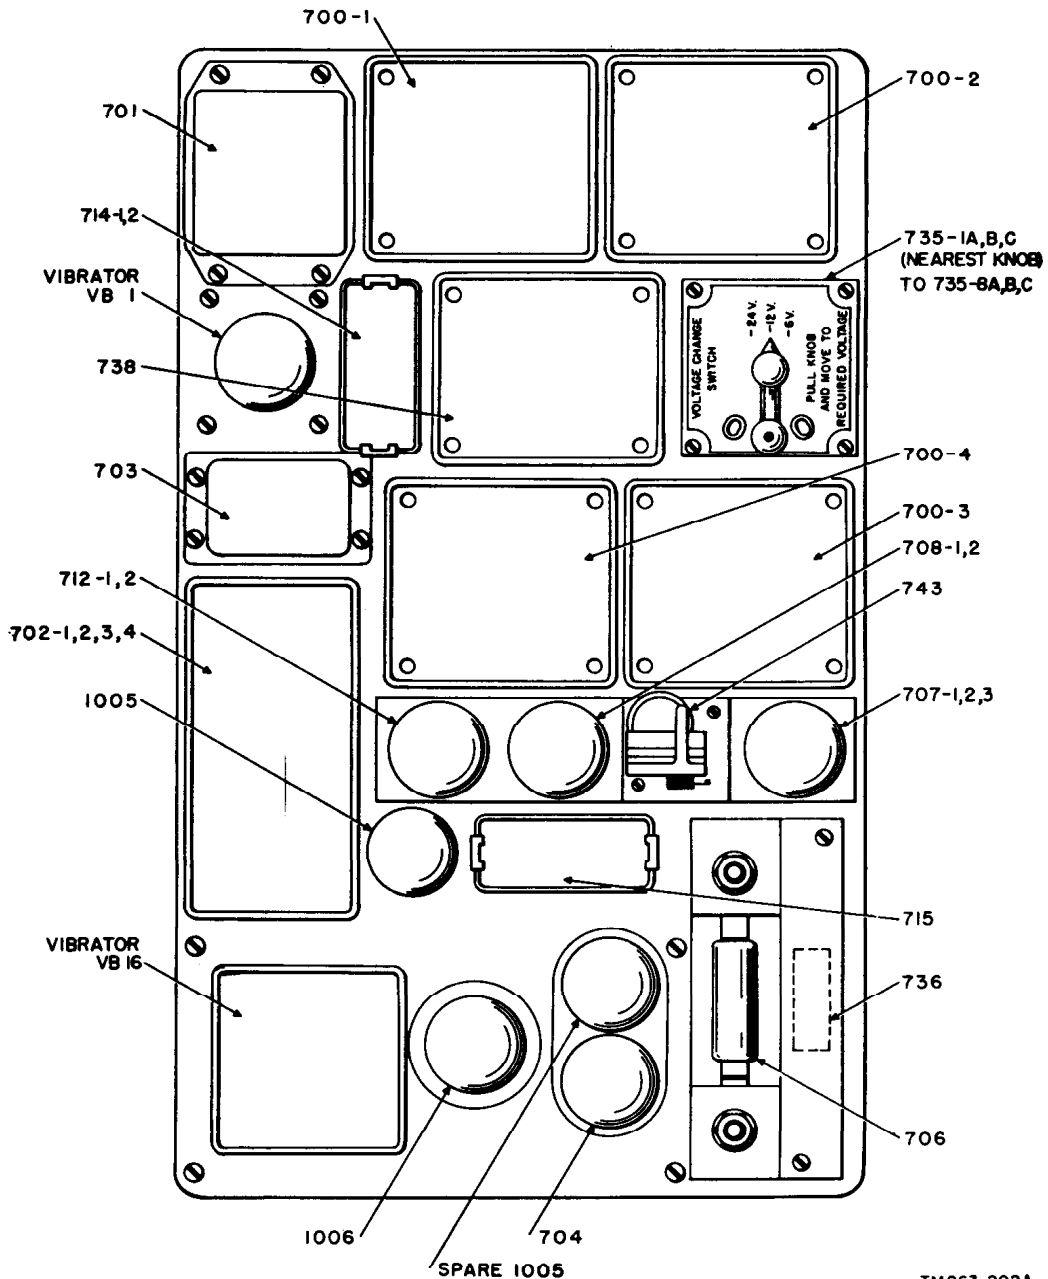 700-1
700-2
701
714-1,2
735-1A,B,C
(NEAREST KNOB)
TO 735-8A,B,C
VIBRATOR
VB 1
-24 V.
-12 V.
-6 V.
VOLTAGE CHANGE
SWITCH
PULL KNOB
AND MOVE TO
REQUIRED VOLTAGE
738
700-4
703
700-3
708-1,2
712-1,2
743
702-1,2,3,4
1005
707-1,2,3
715
VIBRATOR
VB 16
736
706
1006
704
SPARE 1005